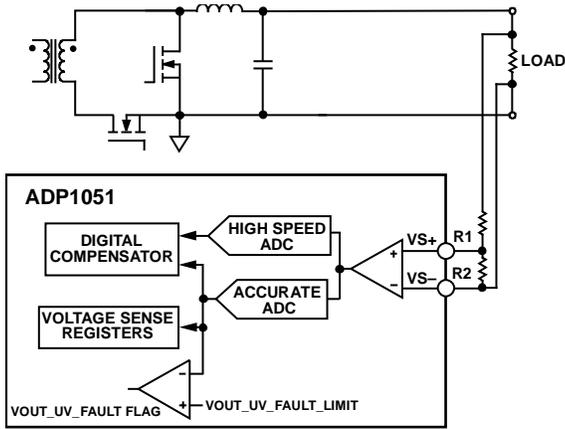 LOAD
ADP1051
HIGH SPEED
ADC
DIGITAL
COMPENSATOR
VS+
R1
VS–
R2
ACCURATE
ADC
VOLTAGE SENSE
REGISTERS
+
–
–
+
VOUT_UV_FAULT FLAG
VOUT_UV_FAULT_LIMIT